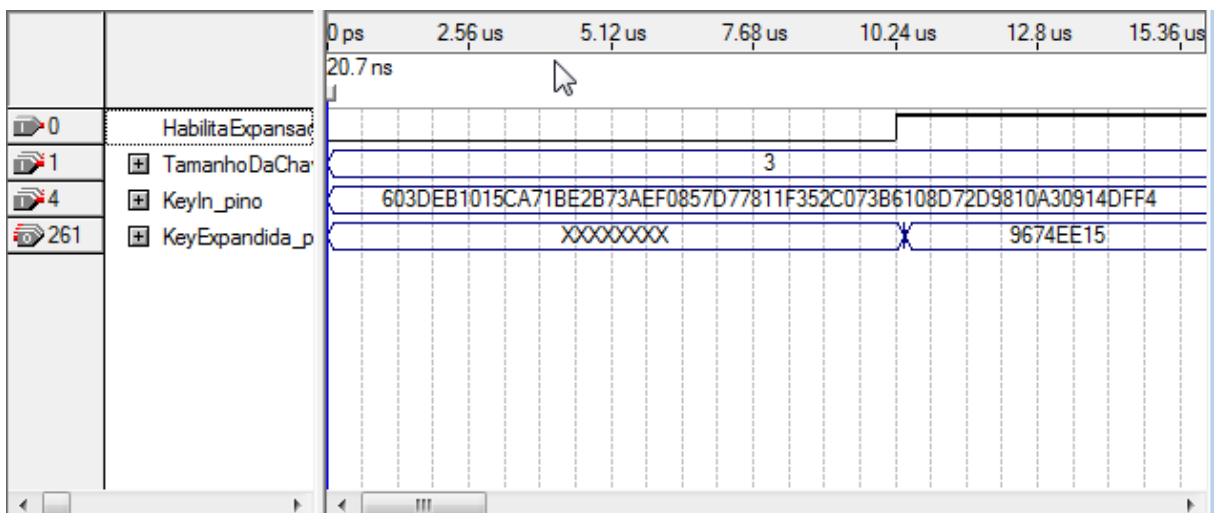 0 ps 2.56 us 5.12 us 7.68 us 10.24 us 12.8 us 15.36 us
20.7 ns
0 HabilitaExpansaç
1 TamanhoDaCha
3
4 KeyIn_pino
603DEB1015CA71BE2B73AEF0857D77811F352C073B6108D72D9810A30914DFF4
261 KeyExpandida_p
XXXXXXXX 9674EE15